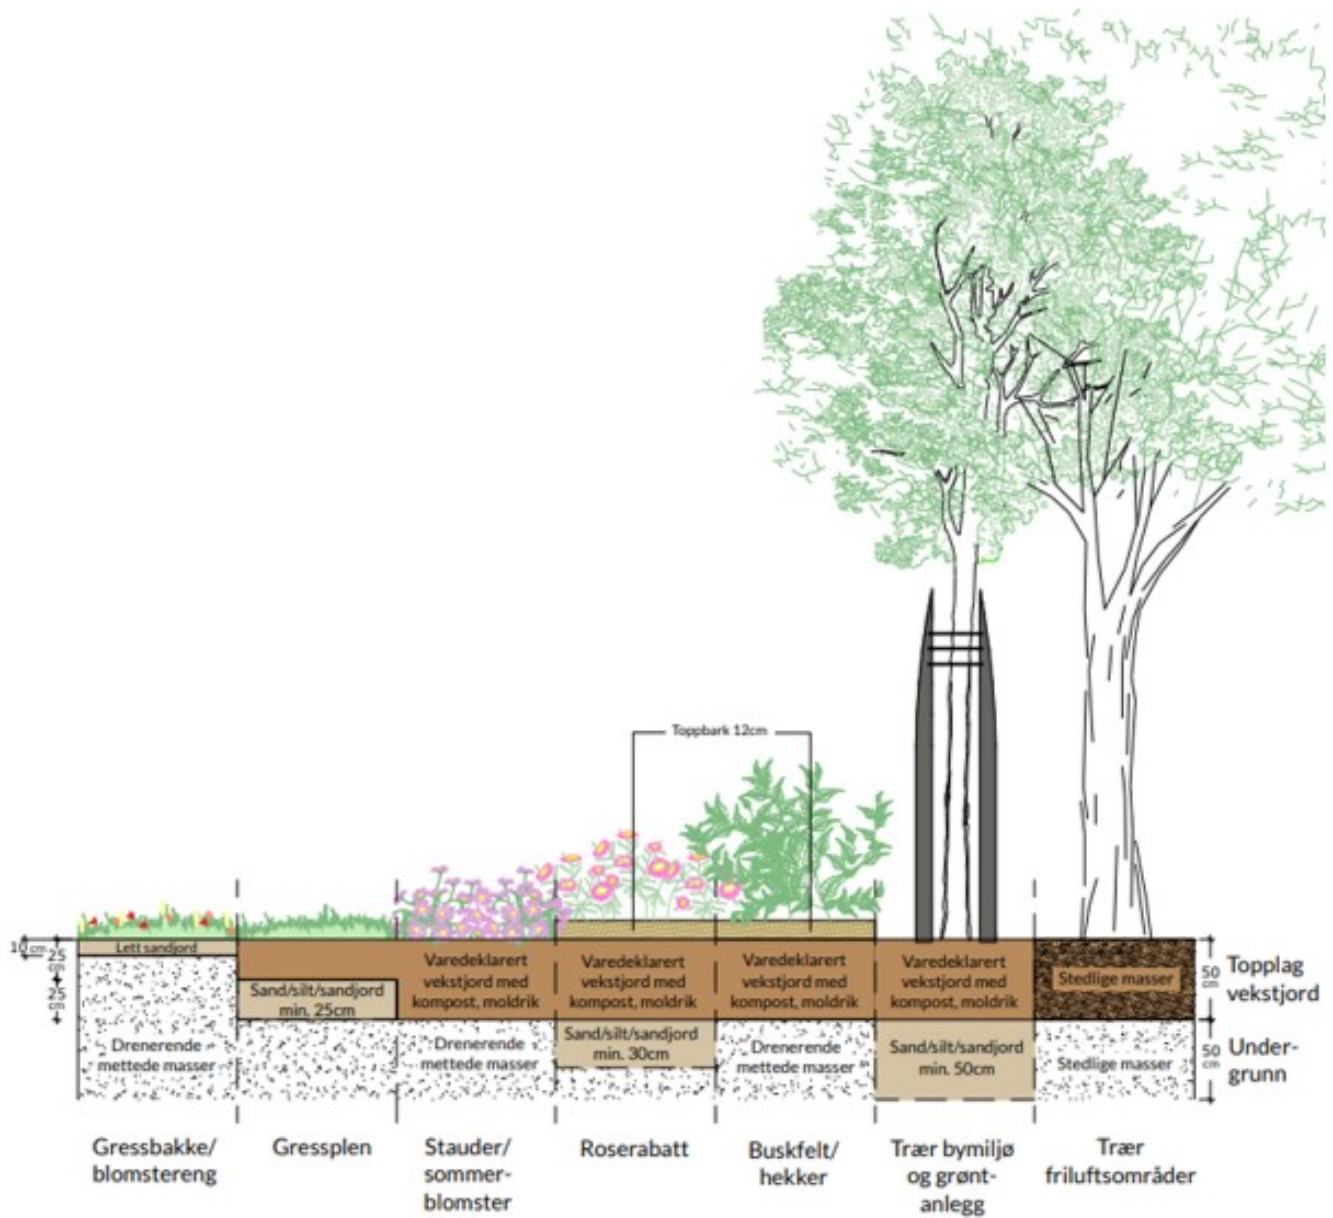 Toppbark 12cm
10 cm
25
cm
25
cm
Lett sandjord
Sand/silt/sandjord
min. 25cm
Varedeklarert
vekstjord med
kompost, moldrik
Varedeklarert
vekstjord med
kompost, moldrik
Varedeklarert
vekstjord med
kompost, moldrik
Varedeklarert
vekstjord med
kompost, moldrik
Stedlige masser
50
cm
Topplag
vekstjord
Drenerende
mettede masser
Drenerende
mettede masser
Sand/silt/sandjord
min. 30cm
Drenerende
mettede masser
Sand/silt/sandjord
min. 50cm
Stedlige masser
50
cm
Under-
grunn
Gressbakke/
blomstereng
Gressplen
Stauder/
sommer-
blomster
Roserabatt
Buskfelt/
hekker
Trær bymiljø
og grønt-
anlegg
Trær
friluftsområder